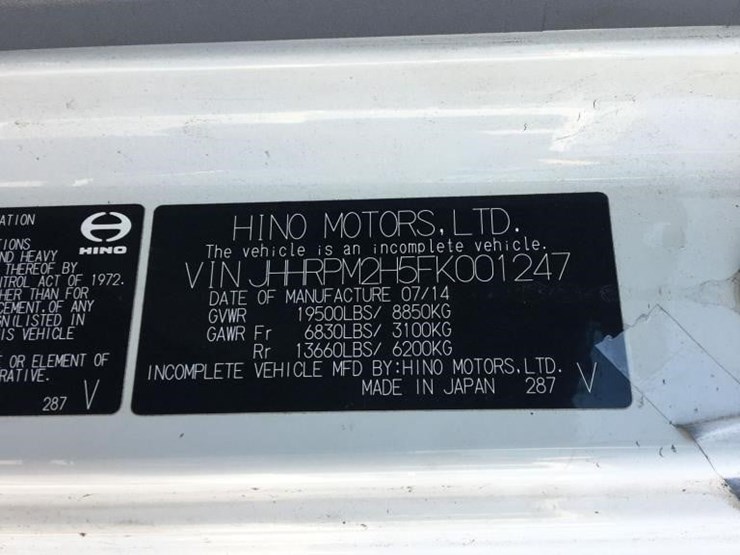 ATION
IONS
ND HEAVY
THEREOF BY
TROL ACT OF 1972.
HER THAN FOR
CEMENT.OF ANY
GN(LISTED IN
IS VEHICLE
E OR ELEMENT OF
RATIVE.
287 V
HINO
HINO MOTORS,LTD.
The vehicle is an incomplete vehicle.
VIN JHHRPM2H5FK001247
DATE OF MANUFACTURE 07/14
GVWR 19500LBS/ 8850KG
GAWR Fr 6830LBS/ 3100KG
Rr 13660LBS/ 6200KG
INCOMPLETE VEHICLE MFD BY:HINO MOTORS,LTD.
MADE IN JAPAN 287 V